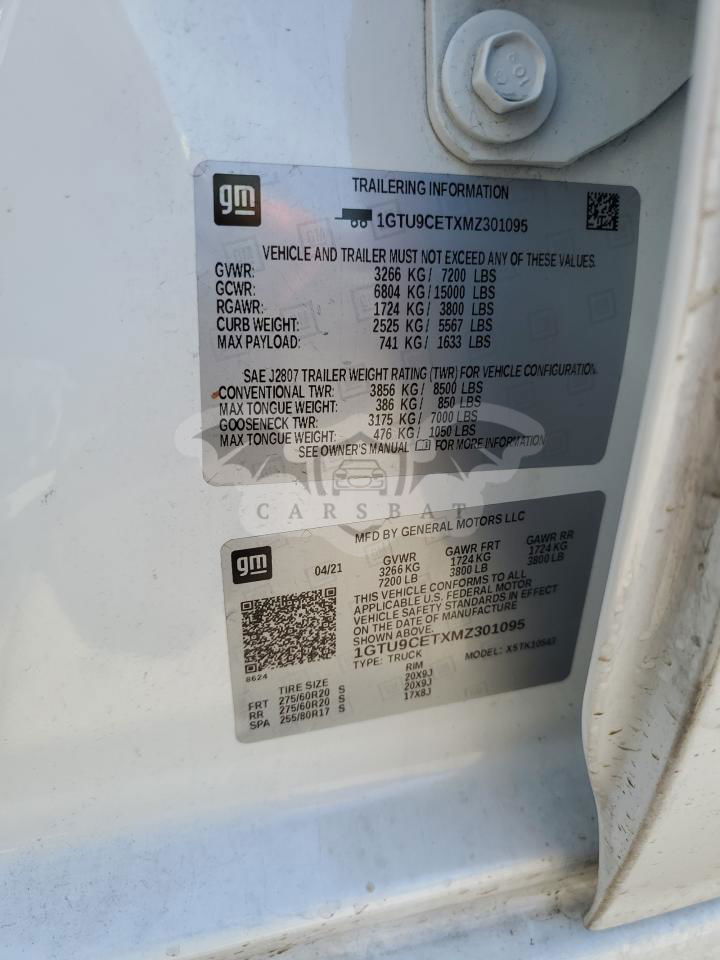 gm
TRAILERING INFORMATION
1GTU9CETXMZ301095
VEHICLE AND TRAILER MUST NOT EXCEED ANY OF THESE VALUES.
GVWR: 3266 KG / 7200 LBS
GCWR: 6804 KG / 15000 LBS
RGAWR: 1724 KG / 3800 LBS
CURB WEIGHT: 2525 KG / 5567 LBS
MAX PAYLOAD: 741 KG / 1633 LBS
SAE J2807 TRAILER WEIGHT RATING (TWR) FOR VEHICLE CONFIGURATION.
CONVENTIONAL TWR: 3856 KG / 8500 LBS
MAX TONGUE WEIGHT: 386 KG / 850 LBS
GOOSENECK TWR: 3175 KG / 7000 LBS
MAX TONGUE WEIGHT: 476 KG / 1050 LBS
SEE OWNER'S MANUAL FOR MORE INFORMATION
CARSBAT
gm
MFD BY GENERAL MOTORS LLC
04/21
GVWR GAWR FRT GAWR RR
3266 KG 1724 KG 1724 KG
7200 LB 3800 LB 3800 LB
THIS VEHICLE CONFORMS TO ALL
APPLICABLE U.S. FEDERAL MOTOR
VEHICLE SAFETY STANDARDS IN EFFECT
ON THE DATE OF MANUFACTURE
SHOWN ABOVE.
1GTU9CETXMZ301095
TYPE: TRUCK MODEL:
8624
TIRE SIZE RIM
FRT 275/60R20 S 20X9J
RR 275/60R20 S 20X9J
SPA 255/80R17 S 17X8J